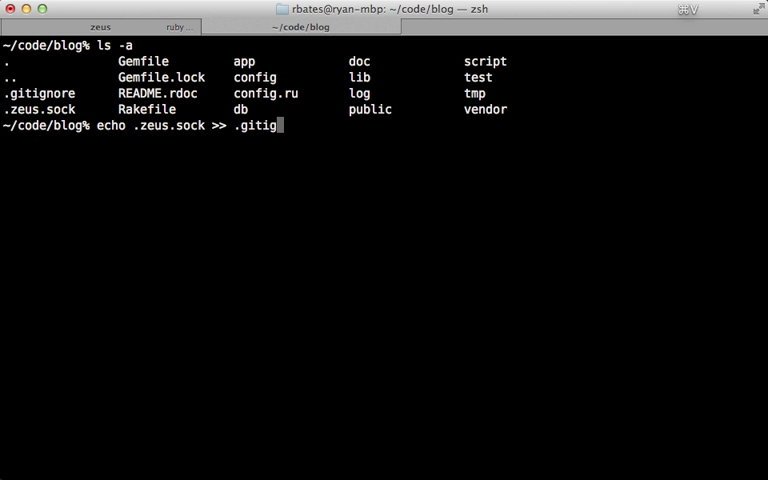 rbates@ryan-mbp: ~/code/blog — zsh
⌘V
zeus ruby ... ~/code/blog
~/code/blog% ls -a
. Gemfile app doc script
.. Gemfile.lock config lib test
.gitignore README.rdoc config.ru log tmp
.zeus.sock Rakefile db public vendor
~/code/blog% echo .zeus.sock >> .gitig